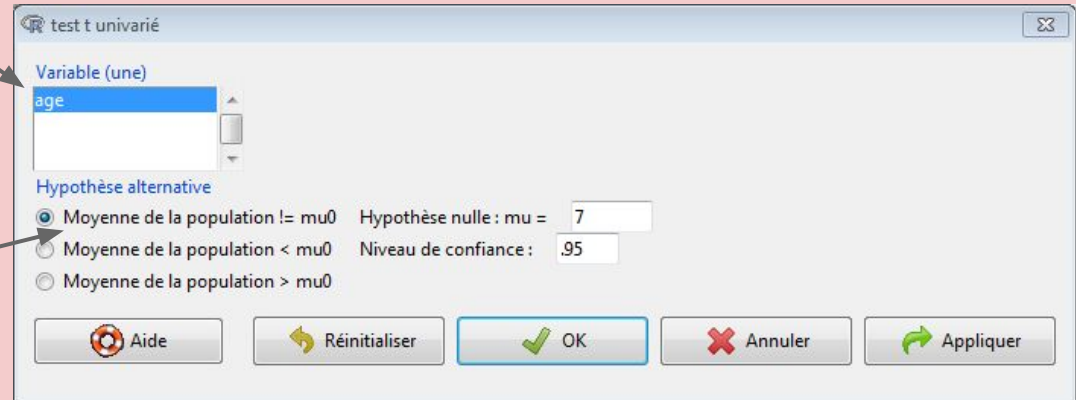 test t univarié
Variable (une)
age
Hypothèse alternative
Moyenne de la population != mu0 Hypothèse nulle : mu = 7
Moyenne de la population < mu0 Niveau de confiance : .95
Moyenne de la population > mu0
Aide Réinitialiser OK Annuler Appliquer